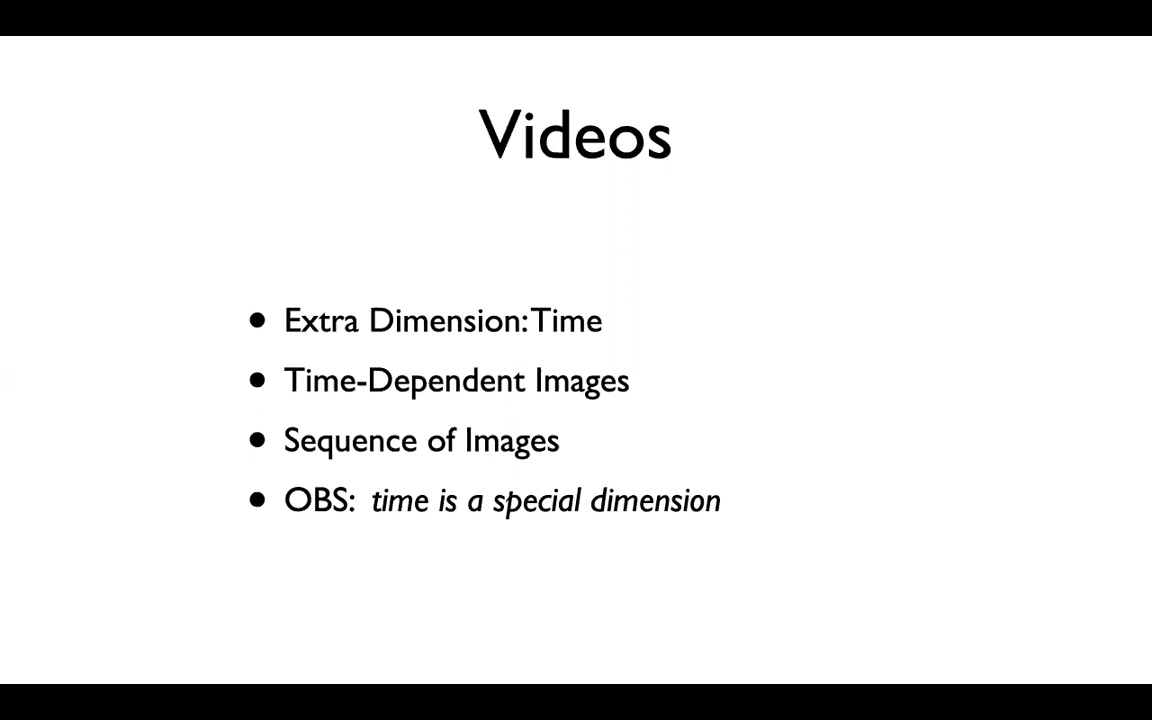 Videos
• Extra Dimension: Time
• Time-Dependent Images
• Sequence of Images
• OBS: time is a special dimension